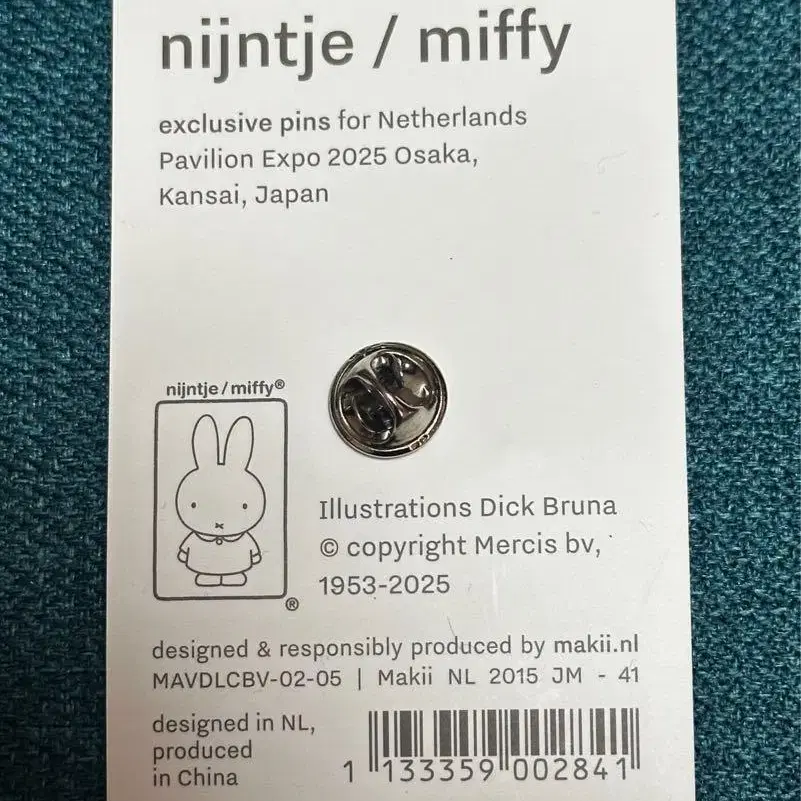 nijntje / miffy
exclusive pins for Netherlands
Pavilion Expo 2025 Osaka,
Kansai, Japan
nijntje/miffy®
®
Illustrations Dick Bruna
© copyright Mercis bv,
1953-2025
designed & responsibly produced by makii.nl
MAVDLCBV-02-05 | Makii NL 2015 JM - 41
designed in NL,
produced
in China
1 133359 002841